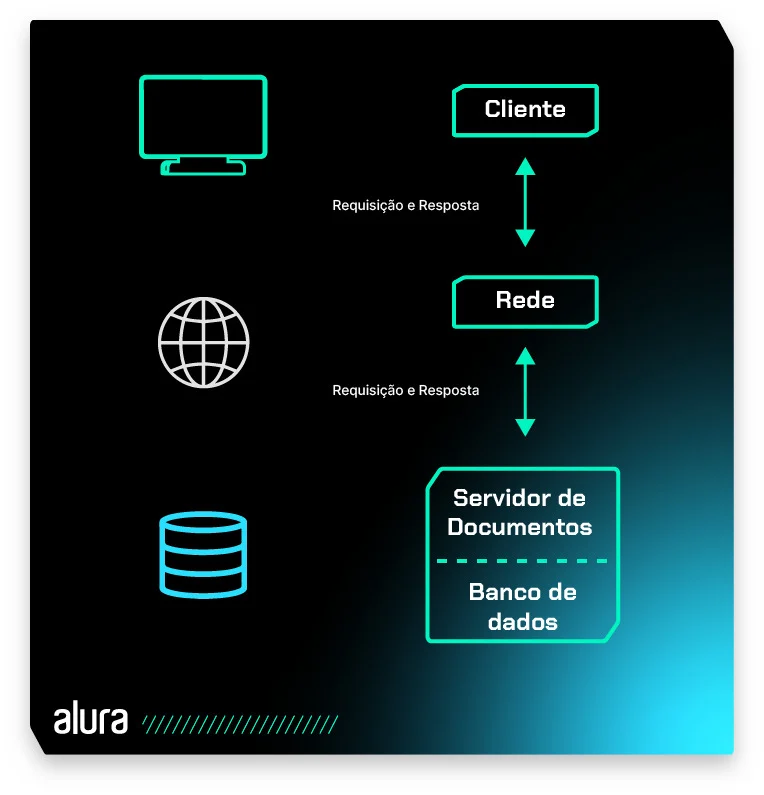 Cliente
Requisição e Resposta
Rede
Requisição e Resposta
Servidor de
Documentos
Banco de
dados
alura